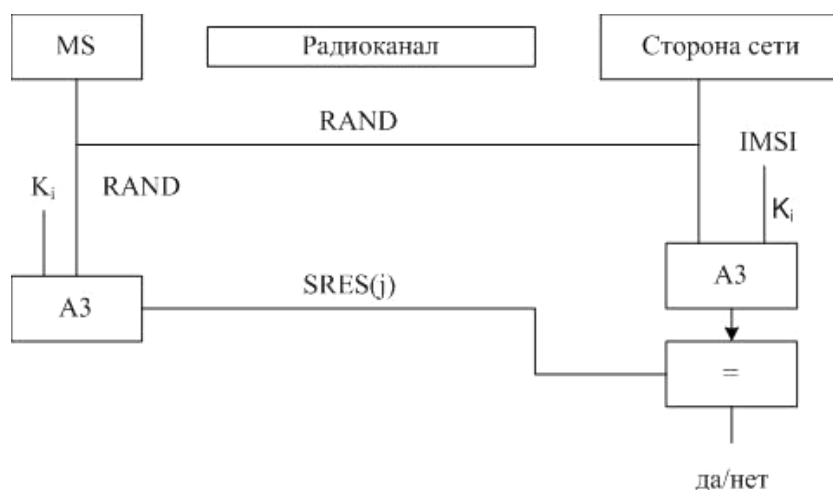 MS
Радиоканал
Сторона сети
RAND
IMSI
Ki
RAND
Ki
A3
SRES(j)
A3
=
да/нет